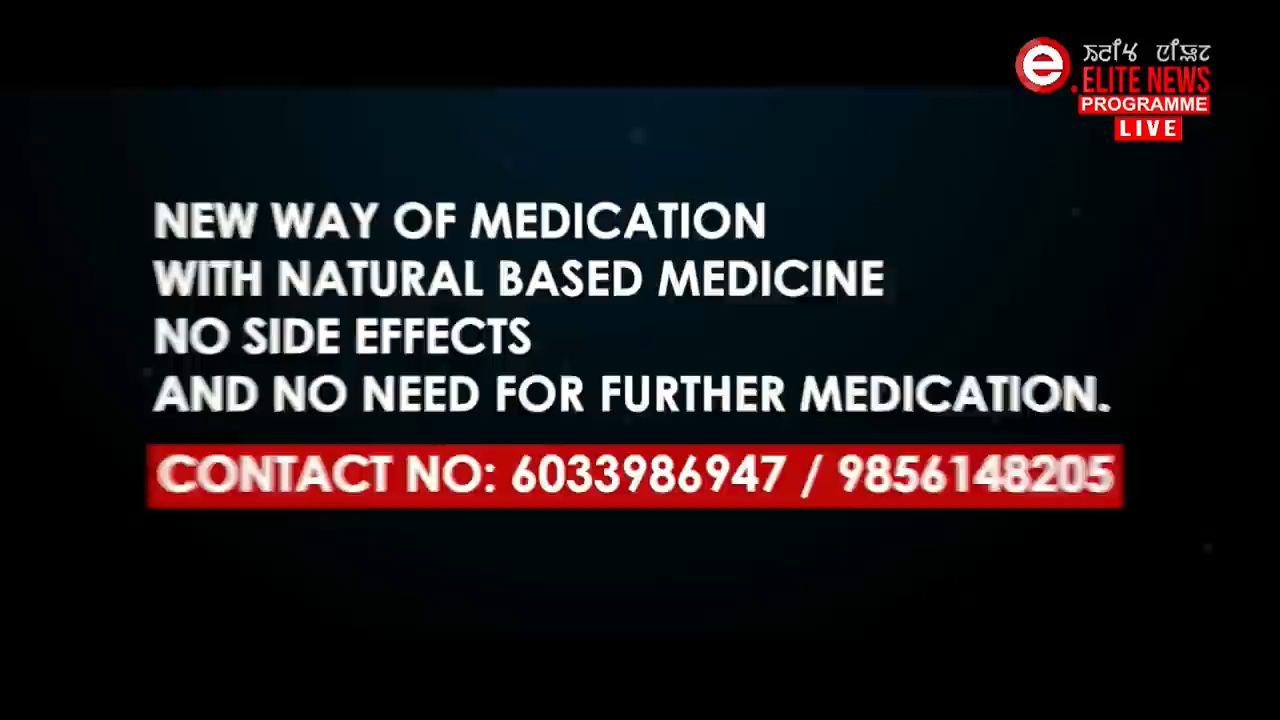 ELITE NEWS
PROGRAMME
LIVE
NEW WAY OF MEDICATION
WITH NATURAL BASED MEDICINE
NO SIDE EFFECTS
AND NO NEED FOR FURTHER MEDICATION.
CONTACT NO: 6033986947 / 9856148205